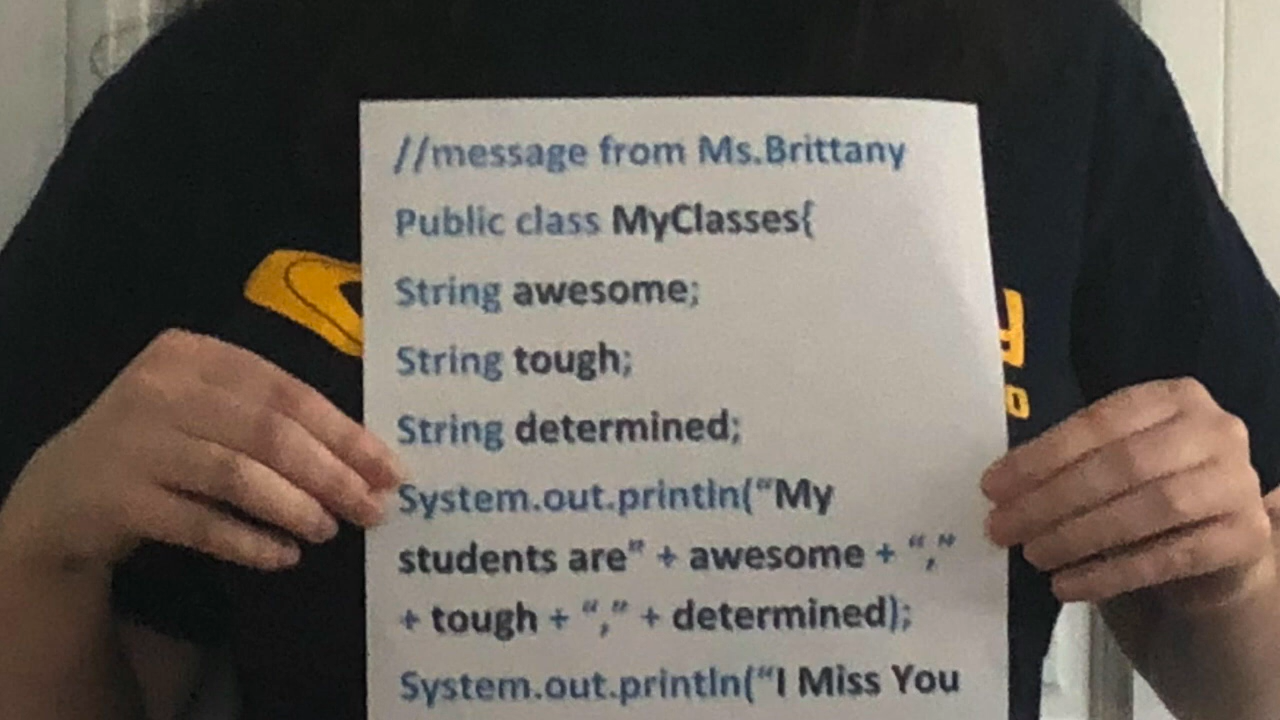 //message from Ms.Brittany
Public class MyClasses{
String awesome;
String tough;
String determined;
System.out.println(“My
students are” + awesome + “,”
+ tough + “,” + determined);
System.out.println(“I Miss You